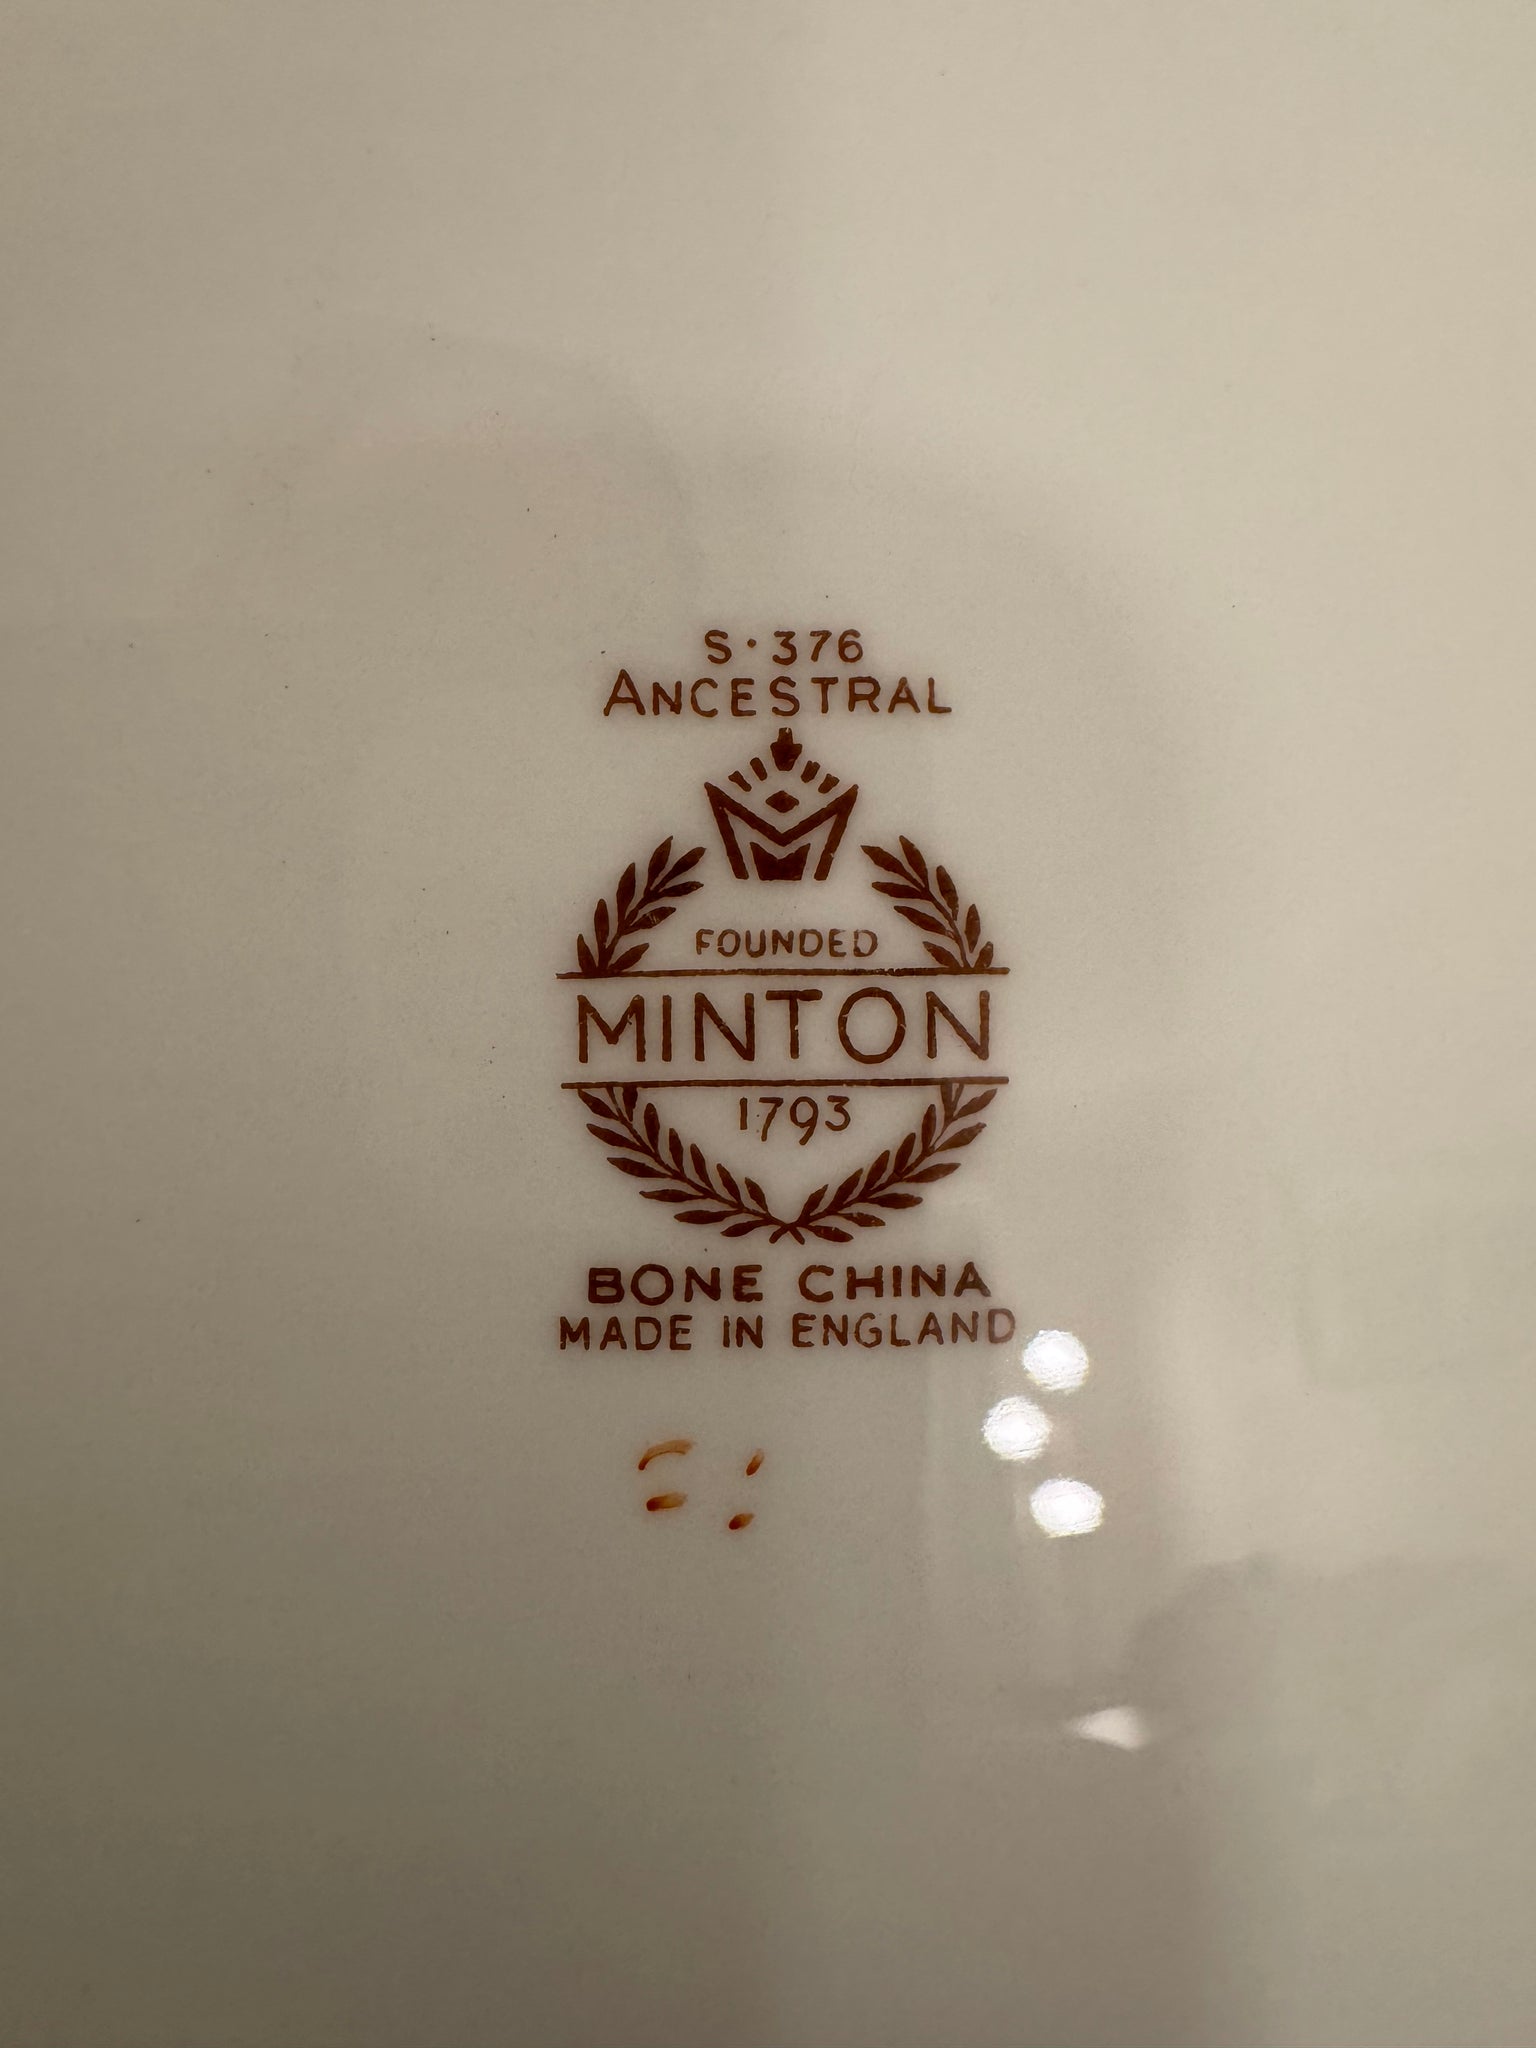 S·376
ANCESTRAL
FOUNDED
MINTON
1793
BONE CHINA
MADE IN ENGLAND